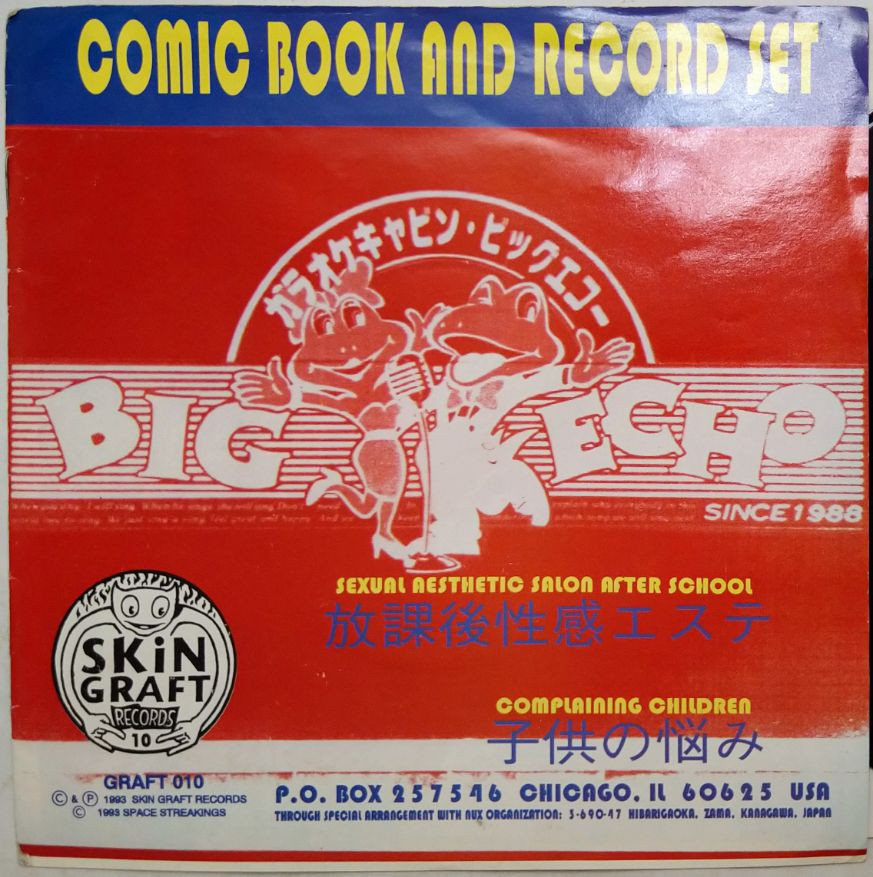 COMIC BOOK AND RECORD SET
カラオケキャビン・ビックエコー
BIG ECHO
SINCE 1988
SEXUAL AESTHETIC SALON AFTER SCHOOL
放課後性感エステ
COMPLAINING CHILDREN
子供の悩み
SKiN
GRAFT
RECORDS
10
GRAFT 010
© & Ⓟ 1993 SKIN GRAFT RECORDS
© 1993 SPACE STREAKINGS
P.O. BOX 257546 CHICAGO, IL 60625 USA
THROUGH SPECIAL ARRANGEMENT WITH NUX ORGANIZATION: 5-690-47 HIBARIGAOKA, ZAMA, KANAGAWA, JAPAN